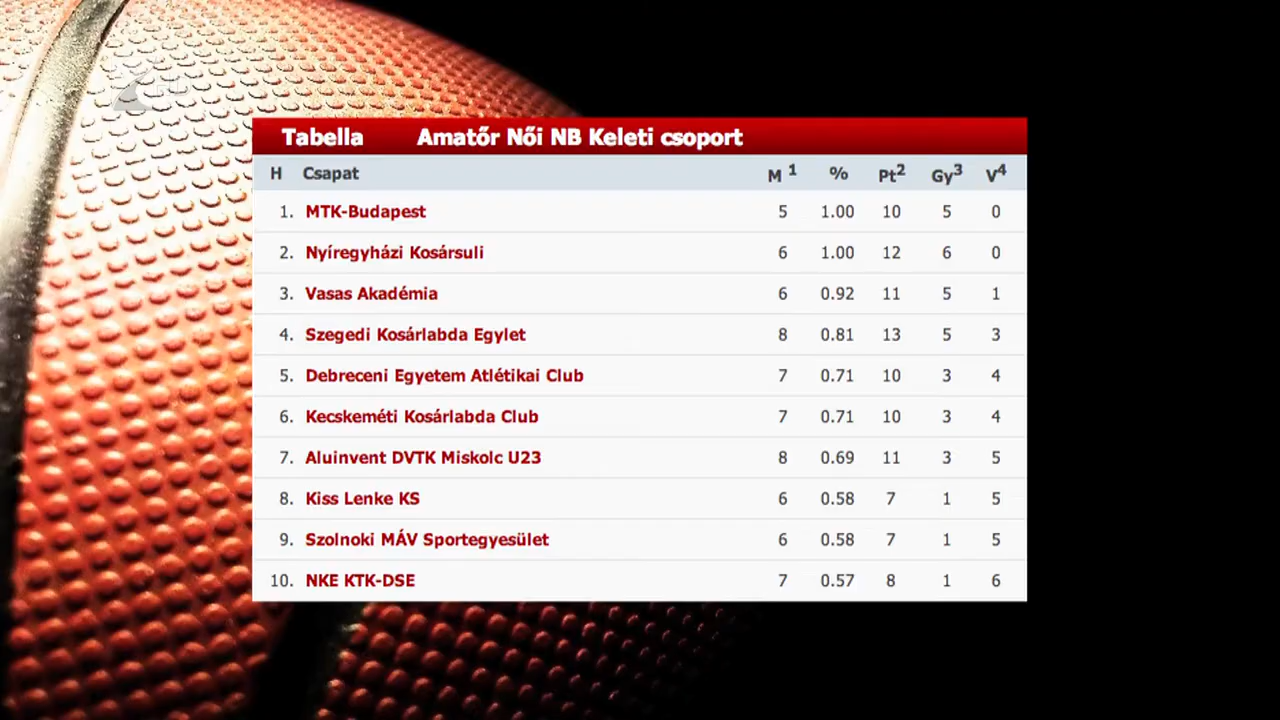 Tabella Amatőr Női NB Keleti csoport
H Csapat M 1 % Pt2 Gy3 V4
1. MTK-Budapest 5 1.00 10 5 0
2. Nyíregyházi Kosársuli 6 1.00 12 6 0
3. Vasas Akadémia 6 0.92 11 5 1
4. Szegedi Kosárlabda Egylet 8 0.81 13 5 3
5. Debreceni Egyetem Atlétikai Club 7 0.71 10 3 4
6. Kecskeméti Kosárlabda Club 7 0.71 10 3 4
7. Aluinvent DVTK Miskolc U23 8 0.69 11 3 5
8. Kiss Lenke KS 6 0.58 7 1 5
9. Szolnoki MÁV Sportegyesület 6 0.58 7 1 5
10. NKE KTK-DSE 7 0.57 8 1 6